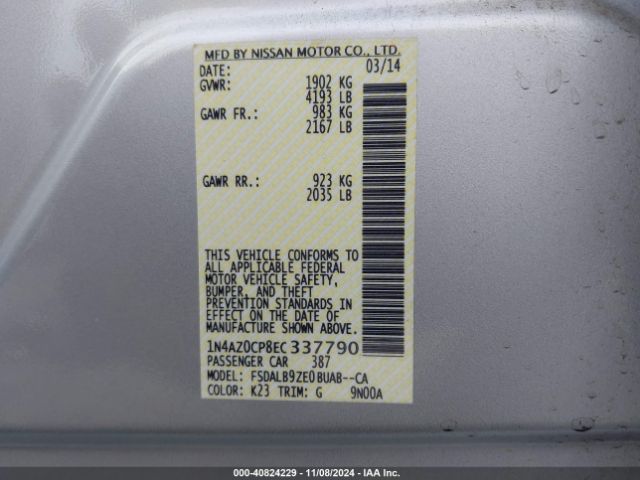 MFD BY NISSAN MOTOR CO., LTD.
DATE: 03/14
GVWR: 1902 KG
4193 LB
GAWR FR.: 983 KG
2167 LB
GAWR RR.: 923 KG
2035 LB
THIS VEHICLE CONFORMS TO
ALL APPLICABLE FEDERAL
MOTOR VEHICLE SAFETY,
BUMPER, AND THEFT
PREVENTION STANDARDS IN
EFFECT ON THE DATE OF
MANUFACTURE SHOWN ABOVE.
1N4AZ0CP8EC337790
PASSENGER CAR 387
MODEL: FSDALB9ZE0BUAB--CA
COLOR: K23 TRIM: G 9N00A
000-40824229 - 11/08/2024 - IAA Inc.